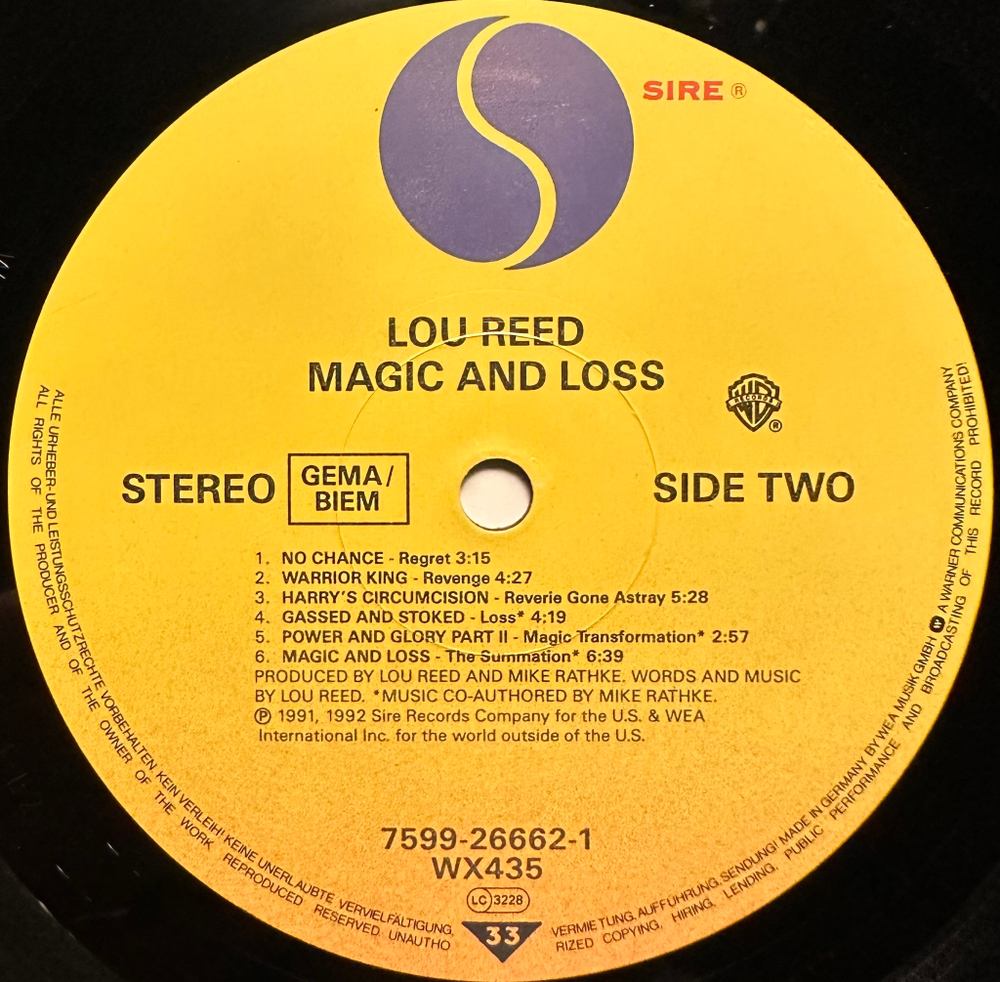 SIRE ®
LOU REED
MAGIC AND LOSS
W RECORDS ®
STEREO
GEMA/
BIEM
SIDE TWO
1. NO CHANCE - Regret 3:15
2. WARRIOR KING - Revenge 4:27
3. HARRY'S CIRCUMCISION - Reverie Gone Astray 5:28
4. GASSED AND STOKED - Loss* 4:19
5. POWER AND GLORY PART II - Magic Transformation* 2:57
6. MAGIC AND LOSS - The Summation* 6:39
PRODUCED BY LOU REED AND MIKE RATHKE. WORDS AND MUSIC
BY LOU REED. *MUSIC CO-AUTHORED BY MIKE RATHKE.
℗ 1991, 1992 Sire Records Company for the U.S. & WEA
International Inc. for the world outside of the U.S.
7599-26662-1
WX435
LC 3228
33
ALLE URHEBER- UND LEISTUNGSSCHUTZRECHTE VORBEHALTEN. KEIN VERLEIH! KEINE UNERLAUBTE VERVIELFÄLTIGUNG, VERMIETUNG, AUFFÜHRUNG, SENDUNG! MADE IN GERMANY BY WEA MUSIK GMBH W A WARNER COMMUNICATIONS COMPANY
ALL RIGHTS OF THE PRODUCER AND OF THE OWNER OF THE WORK REPRODUCED RESERVED. UNAUTHORIZED COPYING, HIRING, LENDING, PUBLIC PERFORMANCE AND BROADCASTING OF THIS RECORD PROHIBITED!